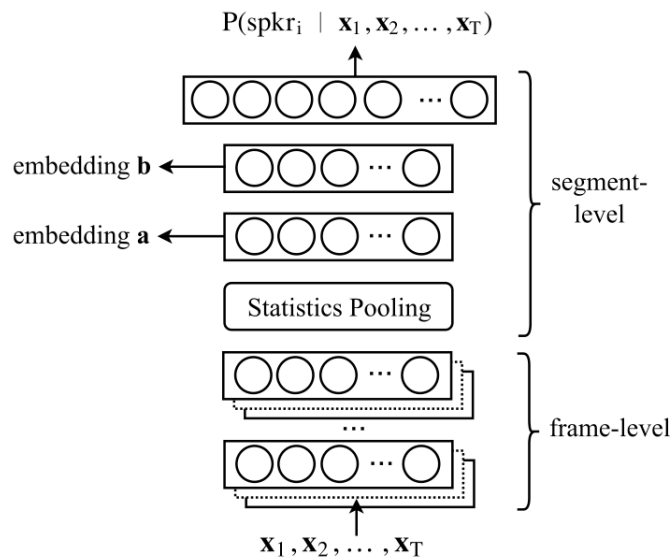 P(spkr_i | x_1, x_2, ..., x_T)
...
embedding b
...
segment-level
embedding a
...
Statistics Pooling
...
...
frame-level
...
x_1, x_2, ..., x_T